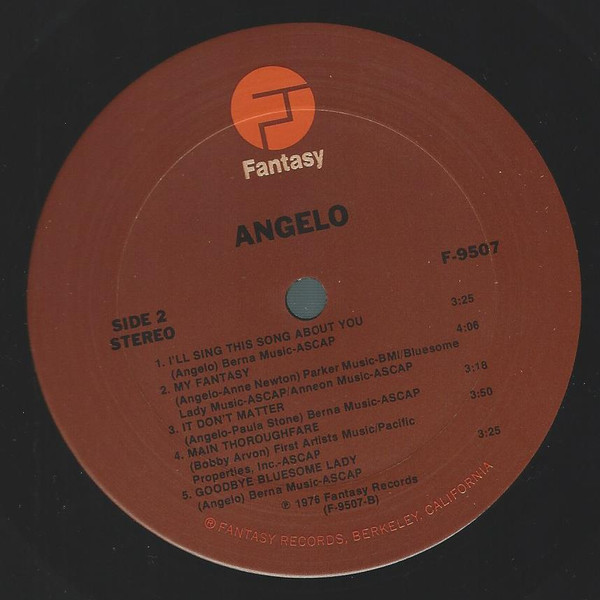 Fantasy
ANGELO
F-9507
SIDE 2
STEREO
1. I'LL SING THIS SONG ABOUT YOU 3:25
(Angelo) Berna Music-ASCAP
2. MY FANTASY 4:06
(Angelo-Anne Newton) Parker Music-BMI/Bluesome
Lady Music-ASCAP/Anneon Music-ASCAP
3. IT DON'T MATTER 3:18
(Angelo-Paula Stone) Berna Music-ASCAP
4. MAIN THOROUGHFARE 3:50
(Bobby Arvon) First Artists Music/Pacific
Properties, Inc.-ASCAP
5. GOODBYE BLUESOME LADY 3:25
(Angelo) Berna Music-ASCAP
℗ 1976 Fantasy Records
(F-9507-B)
℗ FANTASY RECORDS, BERKELEY, CALIFORNIA